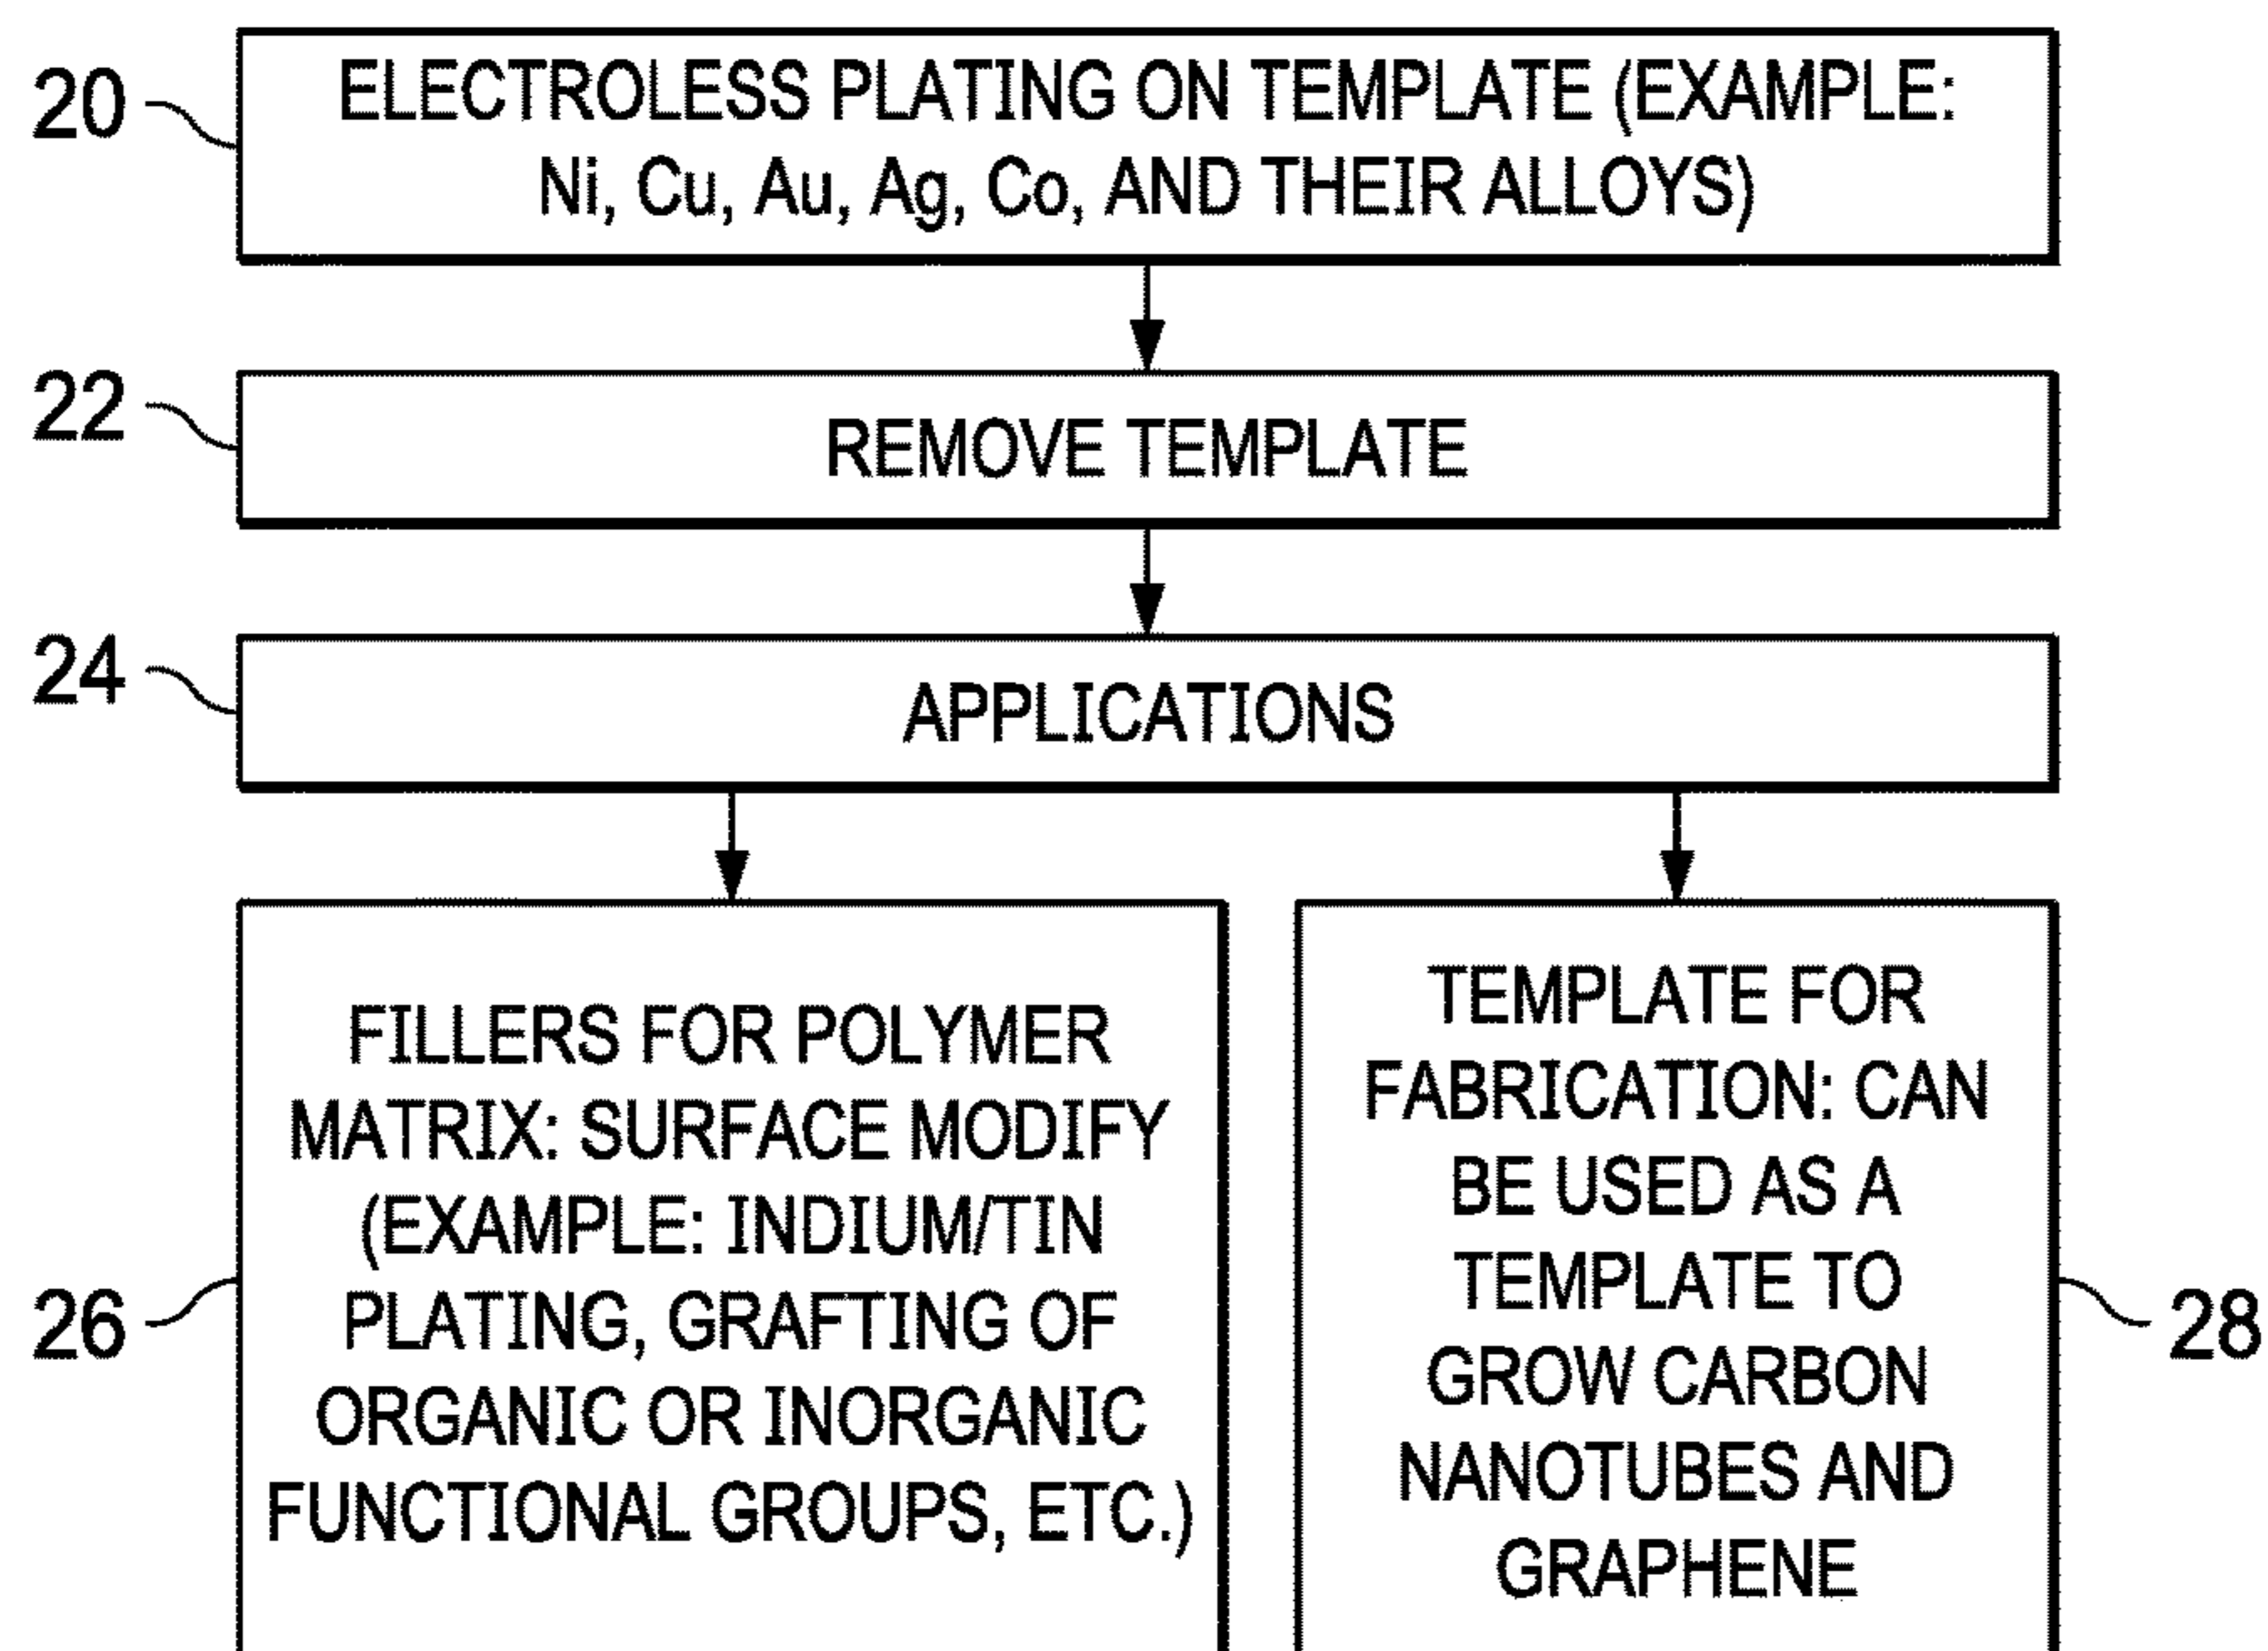 20
ELECTROLESS PLATING ON TEMPLATE (EXAMPLE:
Ni, Cu, Au, Ag, Co, AND THEIR ALLOYS)
22
REMOVE TEMPLATE
24
APPLICATIONS
26
FILLERS FOR POLYMER
MATRIX: SURFACE MODIFY
(EXAMPLE: INDIUM/TIN
PLATING, GRAFTING OF
ORGANIC OR INORGANIC
FUNCTIONAL GROUPS, ETC.)
TEMPLATE FOR
FABRICATION: CAN
BE USED AS A
TEMPLATE TO
GROW CARBON
NANOTUBES AND
GRAPHENE
28